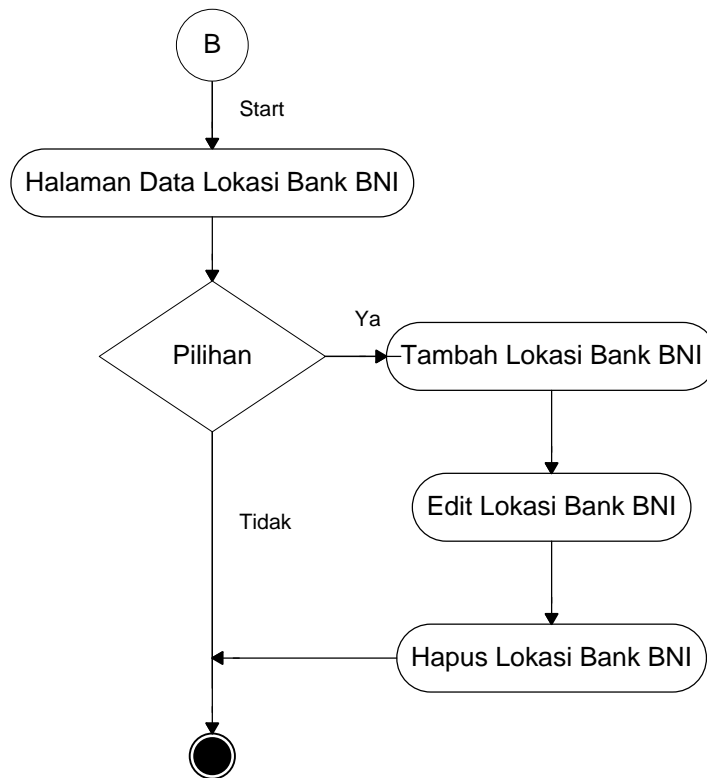 B
Start
Halaman Data Lokasi Bank BNI
Ya
Pilihan
Tambah Lokasi Bank BNI
Edit Lokasi Bank BNI
Tidak
Hapus Lokasi Bank BNI